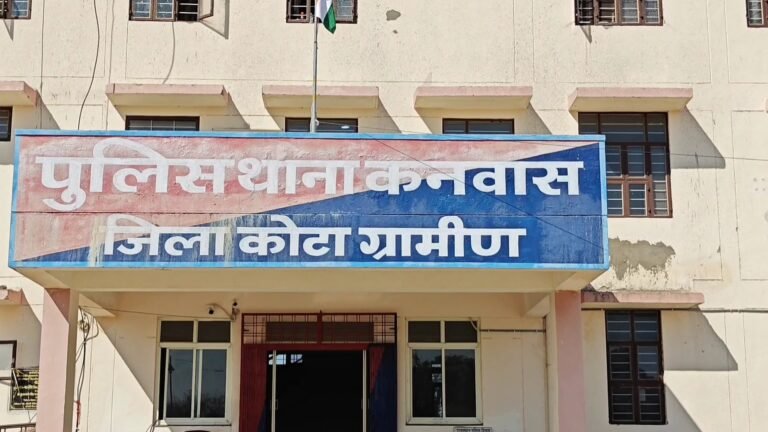 पुलिस थाना कनवास
जिला कोटा ग्रामीण